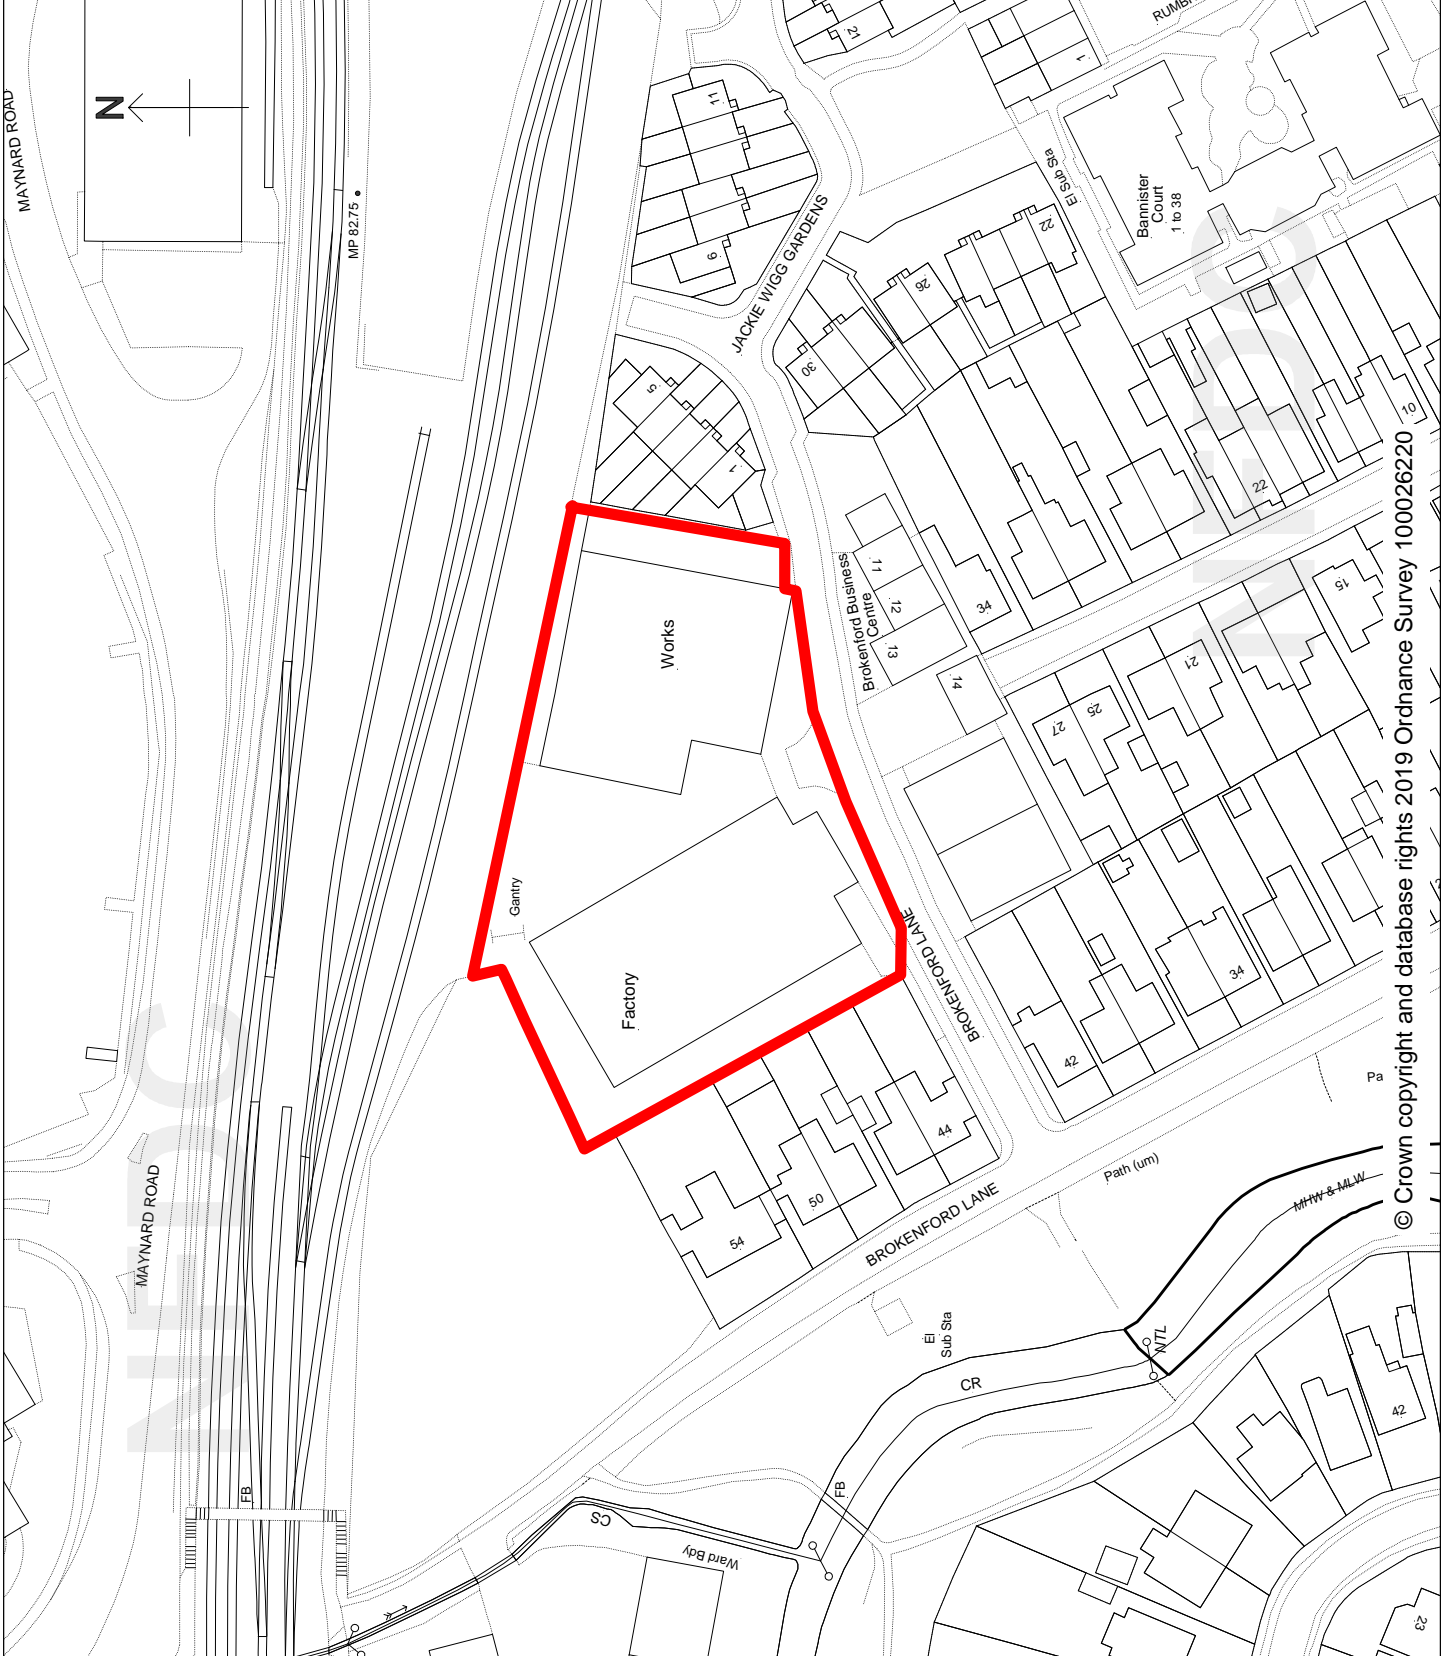 MAYNARD ROAD
N
MP 82.75
RUMB
21
1
11
El Sub Sta
Bannister
Court
1 to 38
JACKIE WIGG GARDENS
6
22
26
30
5
1
10
22
Works
Brokenford Business
Centre
11
12
13
14
34
15
21
25
27
Gantry
Factory
BROKENFORD LANE
34
42
44
50
54
BROKENFORD LANE
Pa
Path (um)
MHW & MLW
NTL
El
Sub Sta
CR
FB
MAYNARD ROAD
FB
CS
Ward Bdy
42
23
NFDC
NFDC
© Crown copyright and database rights 2019 Ordnance Survey 100026220